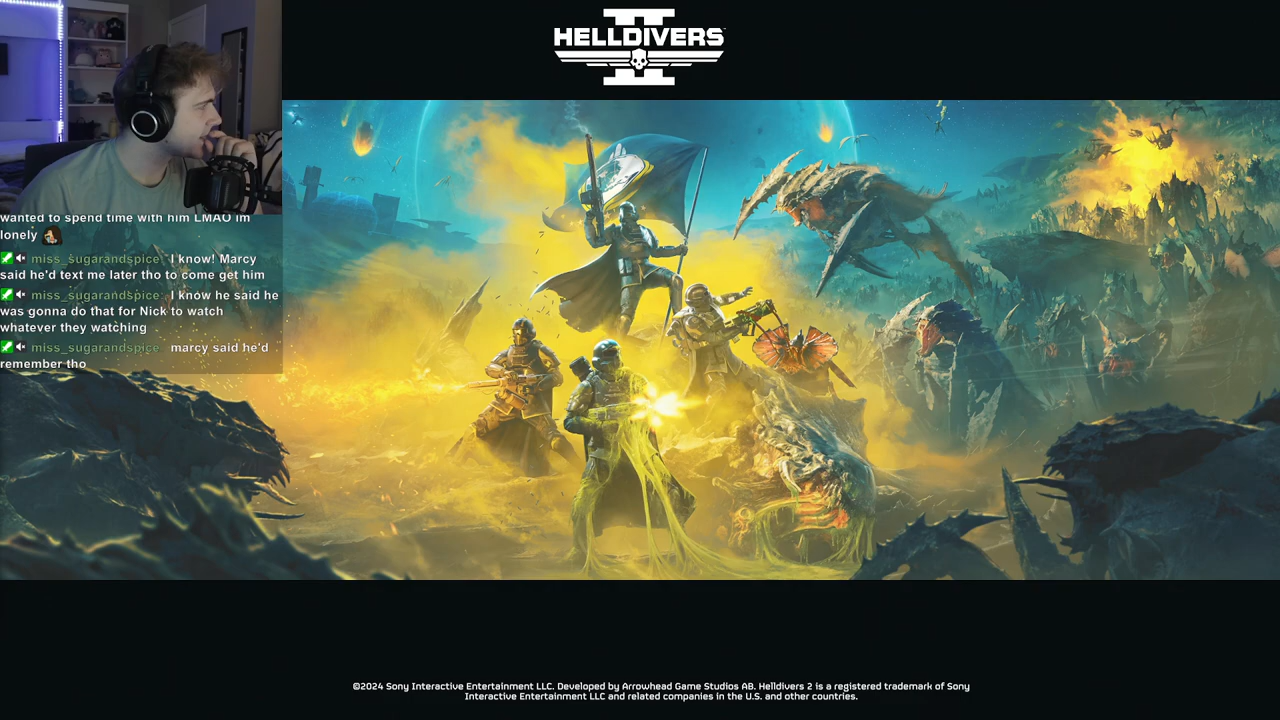 II
HELLDIVERS
wanted to spend time with him LMAO im
lonely
miss_sugarandspice: I know! Marcy
said he'd text me later tho to come get him
miss_sugarandspice: I know he said he
was gonna do that for Nick to watch
whatever they watching
miss_sugarandspice: marcy said he'd
remember tho
©2024 Sony Interactive Entertainment LLC. Developed by Arrowhead Game Studios AB. Helldivers 2 is a registered trademark of Sony
Interactive Entertainment LLC and related companies in the U.S. and other countries.